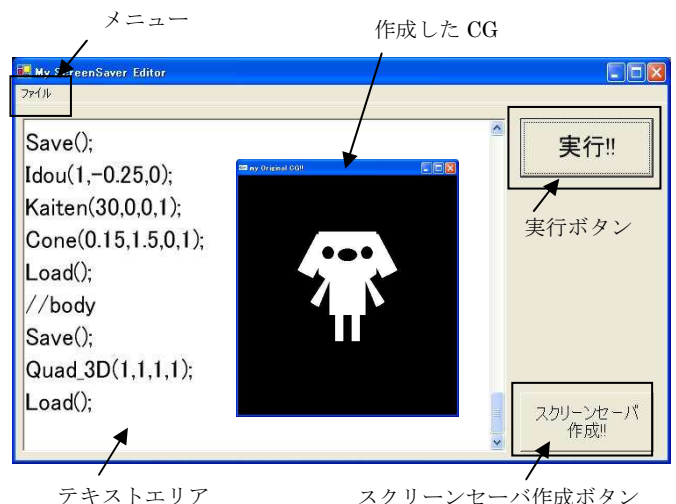 メニュー
作成した CG
My ScreenSaver Editor
ファイル
Save();
Idou(1,-0.25,0);
Kaiten(30,0,0,1);
Cone(0.15,1.5,0,1);
Load();
//body
Save();
Quad_3D(1,1,1,1);
Load();
my Original CG!!
実行!!
実行ボタン
スクリーンセーバ
作成!!
テキストエリア
スクリーンセーバ作成ボタン